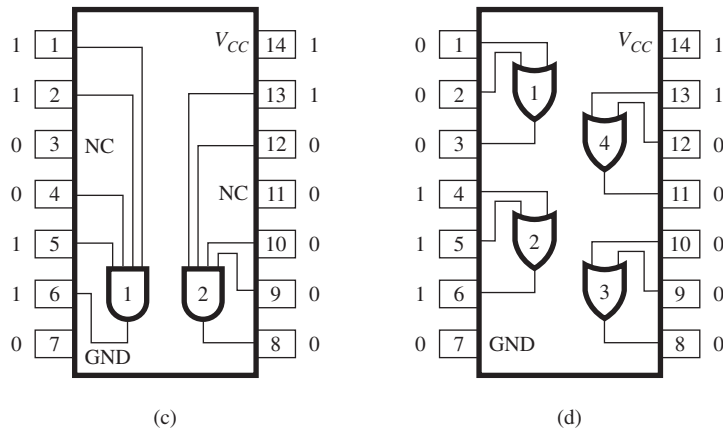 1 1 V_CC 14 1
1 2 13 1
0 3 NC 12 0
0 4 NC 11 0
1 5 10 0
1 6 1 2 9 0
0 7 GND 8 0
(c)
0 1 V_CC 14 1
0 2 1 13 1
0 3 4 12 0
1 4 11 0
1 5 2 10 0
1 6 3 9 0
0 7 GND 8 0
(d)